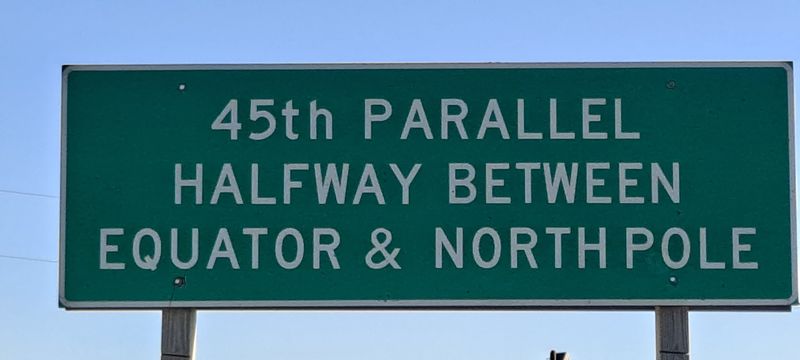 45th PARALLEL
HALFWAY BETWEEN
EQUATOR & NORTH POLE